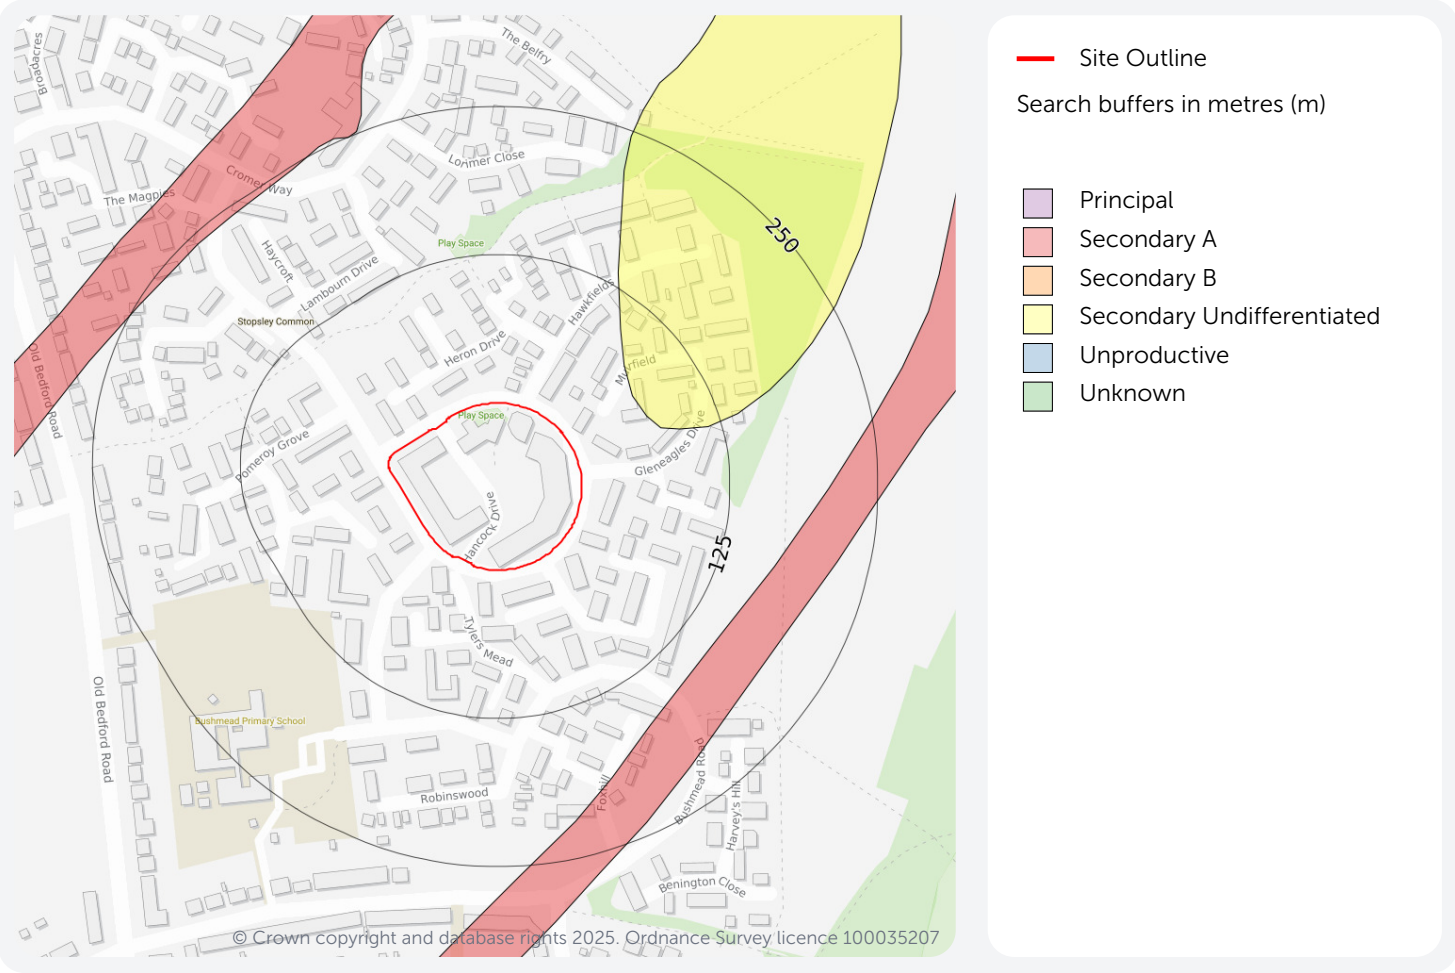 Broadacres
The Belfry
Lorimer Close
Cromer Way
The Magpies
250
Play Space
Haycroft
Lambourn Drive
Hawkfields
Stopsley Common
Heron Drive
Old Bedford Road
Muirfield
Play Space
Pomeroy Grove
Gleneagles Drive
Hancock Drive
125
Tylers Mead
Old Bedford Road
Bushmead Primary School
Bushmead Road
Foxhill
Harvey's Hill
Robinswood
Benington Close
© Crown copyright and database rights 2025. Ordnance Survey licence 100035207
Site Outline
Search buffers in metres (m)
Principal
Secondary A
Secondary B
Secondary Undifferentiated
Unproductive
Unknown